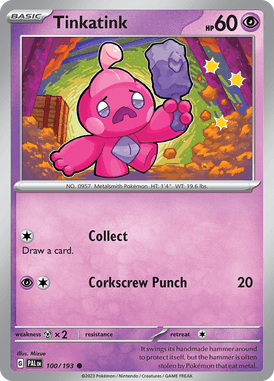 BASIC
Tinkatink
HP60
NO. 0957. Metalsmith Pokémon HT: 1'4" WT: 19.6 lbs.
Collect
Draw a card.
Corkscrew Punch 20
weakness ×2 resistance retreat
Illus. Mizue
G PAL EN 100/193
It swings its handmade hammer around
to protect itself, but the hammer is often
stolen by Pokémon that eat metal.
©2023 Pokémon / Nintendo / Creatures / GAME FREAK